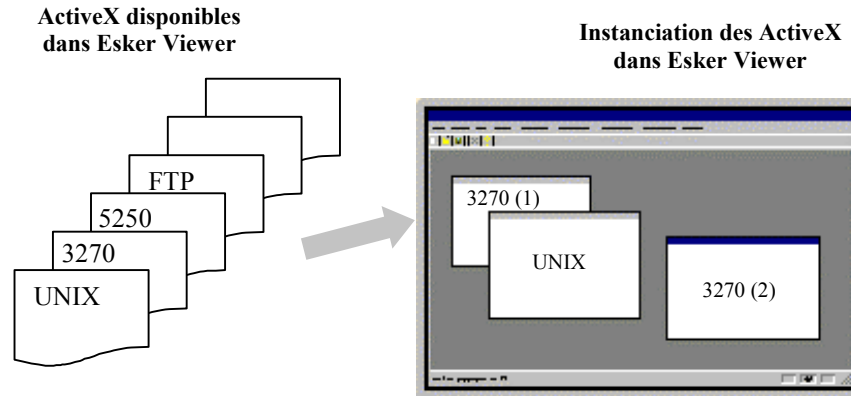 ActiveX disponibles
dans Esker Viewer
Instanciation des ActiveX
dans Esker Viewer
FTP
5250
3270
UNIX
3270 (1)
UNIX
3270 (2)